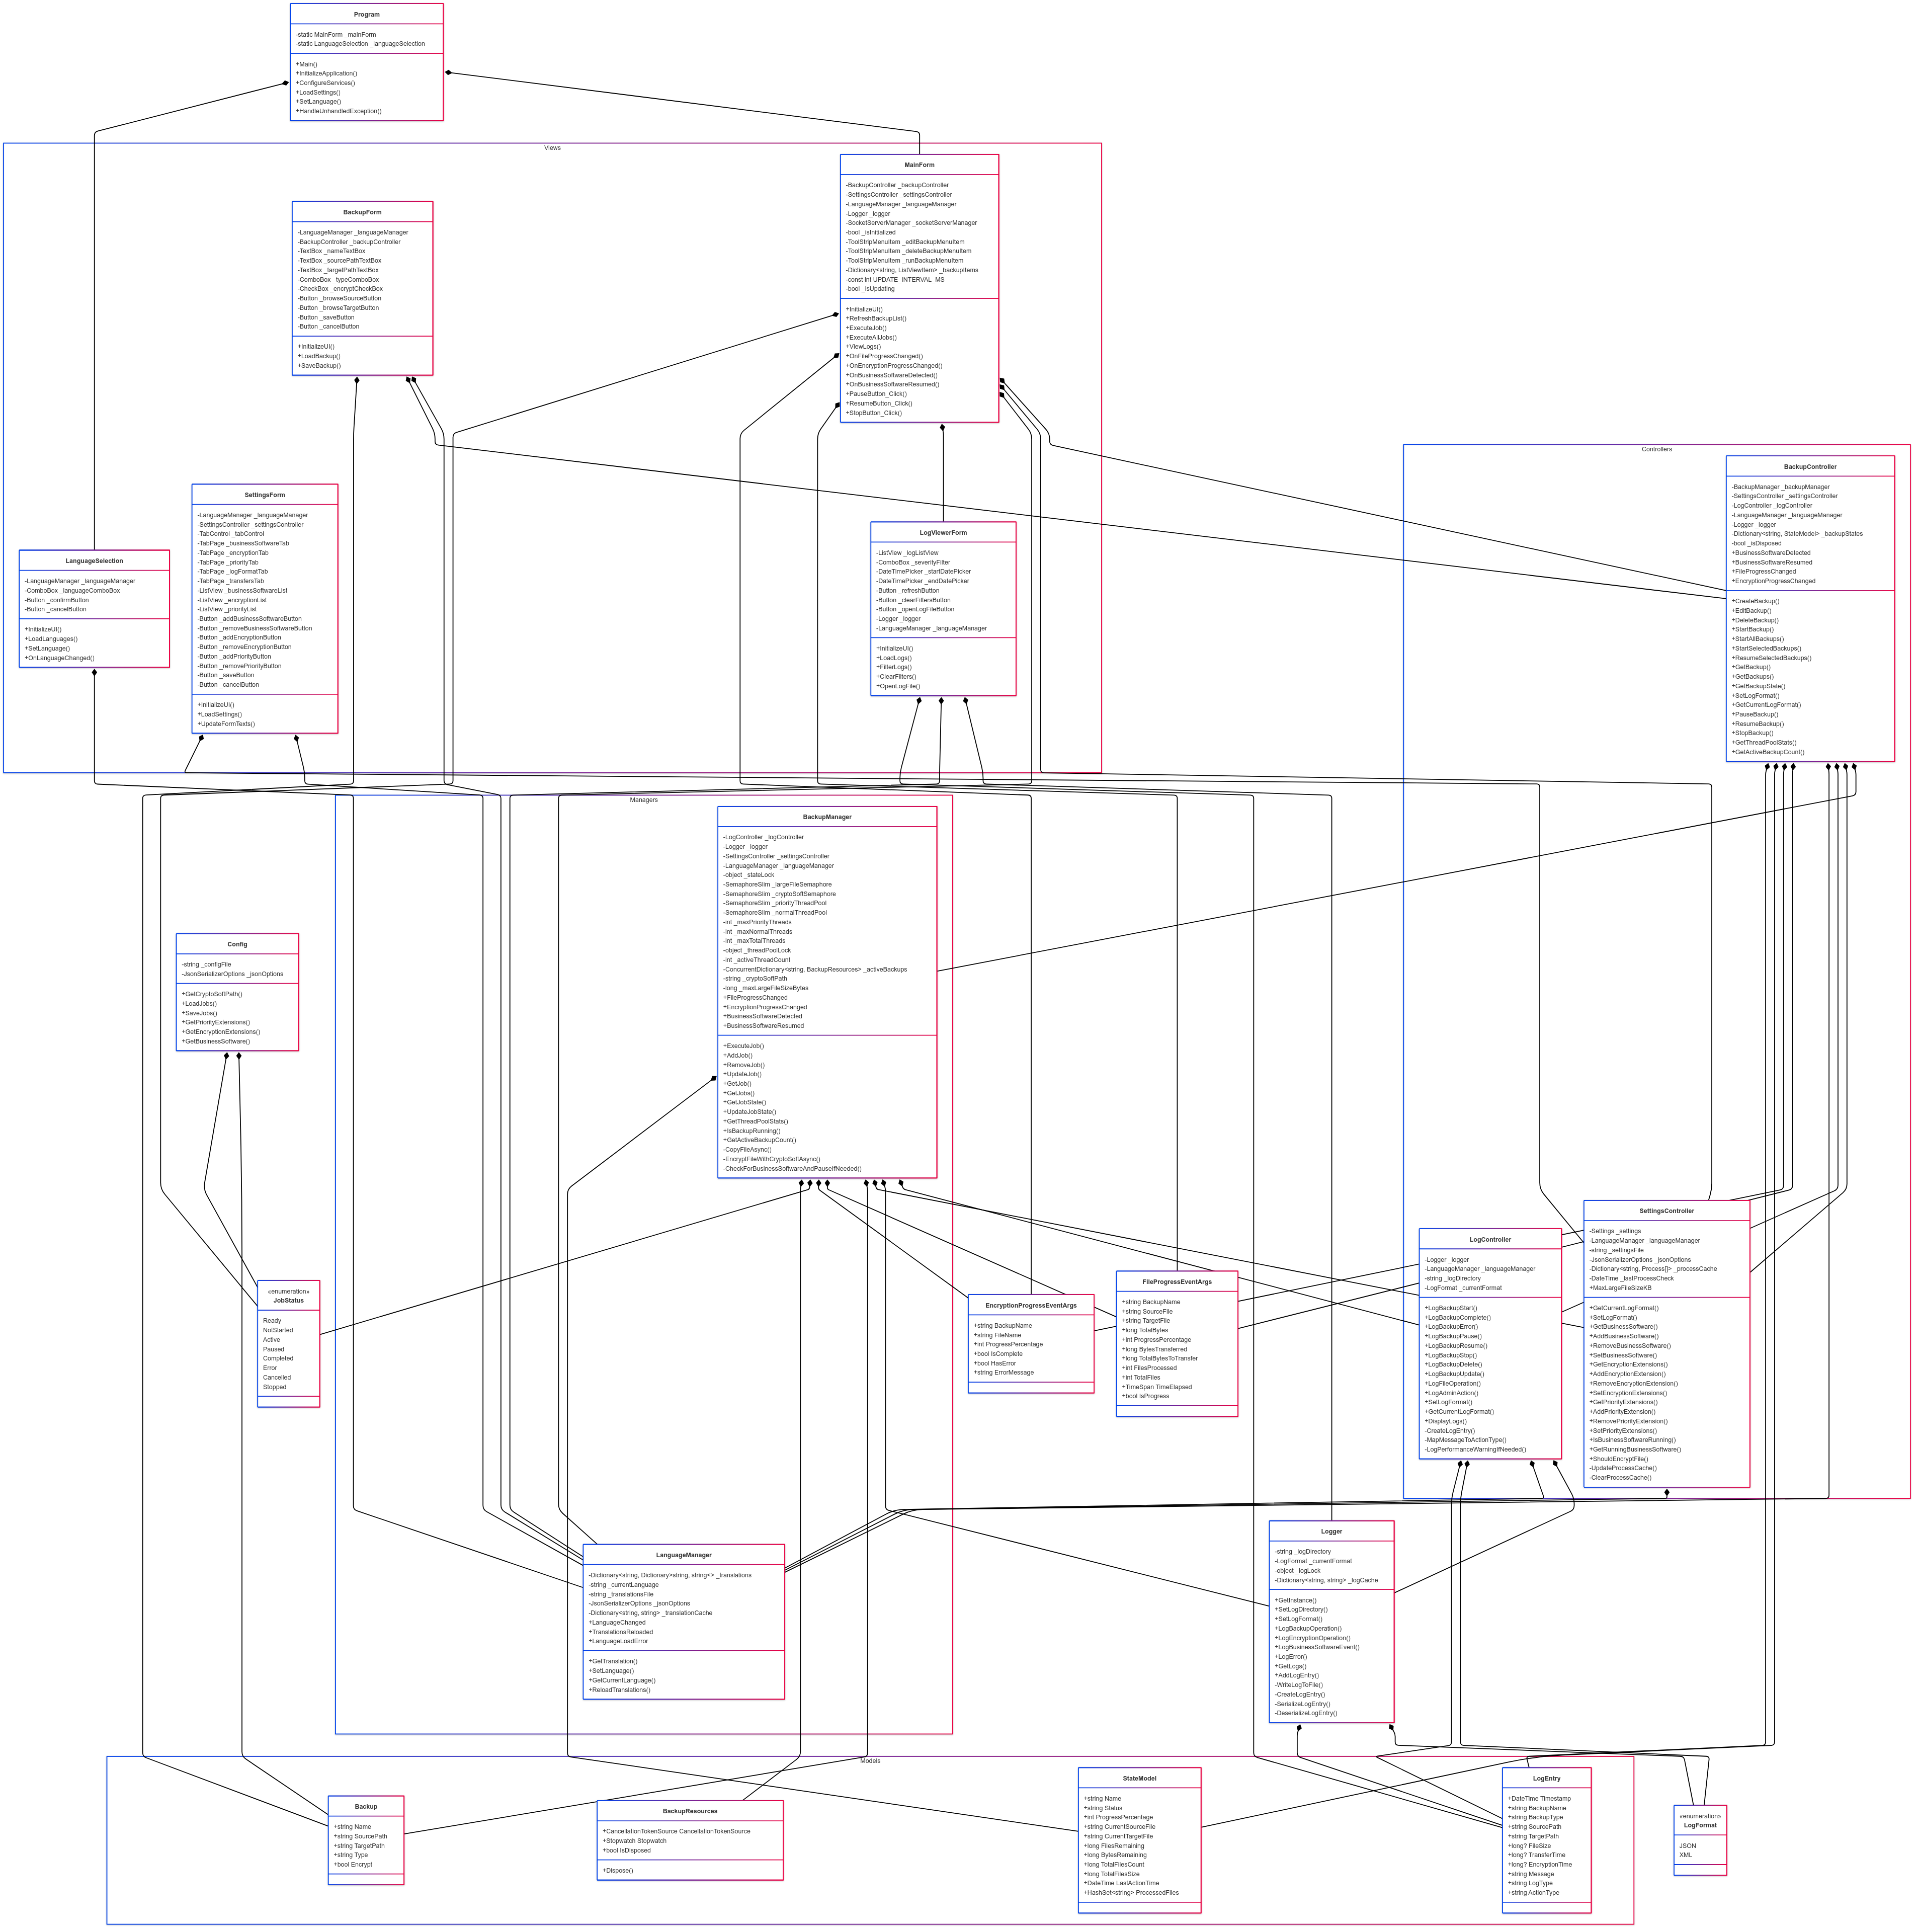 Program
-static MainForm _mainForm
-static LanguageSelection _languageSelection
+Main()
+InitializeApplication()
+ConfigureServices()
+LoadSettings()
+SetLanguage()
+HandleUnhandledException()
Views
MainForm
-BackupController _backupController
-SettingsController _settingsController
-LanguageManager _languageManager
-Logger _logger
-SocketServerManager _socketServerManager
-bool _isInitialized
-ToolStripMenuItem _editBackupMenuItem
-ToolStripMenuItem _deleteBackupMenuItem
-ToolStripMenuItem _runBackupMenuItem
-Dictionary<string, ListViewItem> _backupItems
-const int UPDATE_INTERVAL_MS
-bool _isUpdating
+InitializeUI()
+RefreshBackupList()
+ExecuteJob()
+ExecuteAllJobs()
+ViewLogs()
+OnFileProgressChanged()
+OnEncryptionProgressChanged()
+OnBusinessSoftwareDetected()
+OnBusinessSoftwareResumed()
+PauseButton_Click()
+ResumeButton_Click()
+StopButton_Click()
BackupForm
-LanguageManager _languageManager
-BackupController _backupController
-TextBox _nameTextBox
-TextBox _sourcePathTextBox
-TextBox _targetPathTextBox
-ComboBox _typeComboBox
-CheckBox _encryptCheckBox
-Button _browseSourceButton
-Button _browseTargetButton
-Button _saveButton
-Button _cancelButton
+InitializeUI()
+LoadBackup()
+SaveBackup()
SettingsForm
-LanguageManager _languageManager
-SettingsController _settingsController
-TabControl _tabControl
-TabPage _businessSoftwareTab
-TabPage _encryptionTab
-TabPage _priorityTab
-TabPage _logFormatTab
-TabPage _transfersTab
-ListView _businessSoftwareList
-ListView _encryptionList
-ListView _priorityList
-Button _addBusinessSoftwareButton
-Button _removeBusinessSoftwareButton
-Button _addEncryptionButton
-Button _removeEncryptionButton
-Button _addPriorityButton
-Button _removePriorityButton
-Button _saveButton
-Button _cancelButton
+InitializeUI()
+LoadSettings()
+UpdateFormTexts()
LanguageSelection
-LanguageManager _languageManager
-ComboBox _languageComboBox
-Button _confirmButton
-Button _cancelButton
+InitializeUI()
+LoadLanguages()
+SetLanguage()
+OnLanguageChanged()
LogViewerForm
-ListView _logListView
-ComboBox _severityFilter
-DateTimePicker _startDatePicker
-DateTimePicker _endDatePicker
-Button _refreshButton
-Button _clearFiltersButton
-Button _openLogFileButton
-Logger _logger
-LanguageManager _languageManager
+InitializeUI()
+LoadLogs()
+FilterLogs()
+ClearFilters()
+OpenLogFile()
Controllers
BackupController
-BackupManager _backupManager
-SettingsController _settingsController
-LogController _logController
-LanguageManager _languageManager
-Logger _logger
-Dictionary<string, StateModel> _backupStates
-bool _isDisposed
+BusinessSoftwareDetected
+BusinessSoftwareResumed
+FileProgressChanged
+EncryptionProgressChanged
+CreateBackup()
+EditBackup()
+DeleteBackup()
+StartBackup()
+StartAllBackups()
+StartSelectedBackups()
+ResumeSelectedBackups()
+GetBackup()
+GetBackups()
+GetBackupState()
+SetLogFormat()
+GetCurrentLogFormat()
+PauseBackup()
+ResumeBackup()
+StopBackup()
+GetThreadPoolStats()
+GetActiveBackupCount()
Managers
BackupManager
-LogController _logController
-Logger _logger
-SettingsController _settingsController
-LanguageManager _languageManager
-object _stateLock
-SemaphoreSlim _largeFileSemaphore
-SemaphoreSlim _cryptoSoftSemaphore
-SemaphoreSlim _priorityThreadPool
-SemaphoreSlim _normalThreadPool
-int _maxPriorityThreads
-int _maxNormalThreads
-int _maxTotalThreads
-object _threadPoolLock
-int _activeThreadCount
-ConcurrentDictionary<string, BackupResources> _activeBackups
-string _cryptoSoftPath
-long _maxLargeFileSizeBytes
+FileProgressChanged
+EncryptionProgressChanged
+BusinessSoftwareDetected
+BusinessSoftwareResumed
+ExecuteJob()
+AddJob()
+RemoveJob()
+UpdateJob()
+GetJob()
+GetJobs()
+GetJobState()
+UpdateJobState()
+GetThreadPoolStats()
+IsBackupRunning()
+GetActiveBackupCount()
-CopyFileAsync()
-EncryptFileWithCryptoSoftAsync()
-CheckForBusinessSoftwareAndPauseIfNeeded()
Config
-string _configFile
-JsonSerializerOptions _jsonOptions
+GetCryptoSoftPath()
+LoadJobs()
+SaveJobs()
+GetPriorityExtensions()
+GetEncryptionExtensions()
+GetBusinessSoftware()
«enumeration»
JobStatus
Ready
NotStarted
Active
Paused
Completed
Error
Cancelled
Stopped
EncryptionProgressEventArgs
+string BackupName
+string FileName
+int ProgressPercentage
+bool IsComplete
+bool HasError
+string ErrorMessage
FileProgressEventArgs
+string BackupName
+string SourceFile
+string TargetFile
+long TotalBytes
+int ProgressPercentage
+long BytesTransferred
+long TotalBytesToTransfer
+int FilesProcessed
+int TotalFiles
+TimeSpan TimeElapsed
+bool IsProgress
LogController
-Logger _logger
-LanguageManager _languageManager
-string _logDirectory
-LogFormat _currentFormat
+LogBackupStart()
+LogBackupComplete()
+LogBackupError()
+LogBackupPause()
+LogBackupResume()
+LogBackupStop()
+LogBackupDelete()
+LogBackupUpdate()
+LogFileOperation()
+LogAdminAction()
+SetLogFormat()
+GetCurrentLogFormat()
+DisplayLogs()
-CreateLogEntry()
-MapMessageToActionType()
-LogPerformanceWarningIfNeeded()
SettingsController
-Settings _settings
-LanguageManager _languageManager
-string _settingsFile
-JsonSerializerOptions _jsonOptions
-Dictionary<string, Process[]> _processCache
-DateTime _lastProcessCheck
+MaxLargeFileSizeKB
+GetCurrentLogFormat()
+SetLogFormat()
+GetBusinessSoftware()
+AddBusinessSoftware()
+RemoveBusinessSoftware()
+SetBusinessSoftware()
+GetEncryptionExtensions()
+AddEncryptionExtension()
+RemoveEncryptionExtension()
+SetEncryptionExtensions()
+GetPriorityExtensions()
+AddPriorityExtension()
+RemovePriorityExtension()
+SetPriorityExtensions()
+IsBusinessSoftwareRunning()
+GetRunningBusinessSoftware()
+ShouldEncryptFile()
-UpdateProcessCache()
-ClearProcessCache()
LanguageManager
-Dictionary<string, Dictionary>string, string<> _translations
-string _currentLanguage
-string _translationsFile
-JsonSerializerOptions _jsonOptions
-Dictionary<string, string> _translationCache
+LanguageChanged
+TranslationsReloaded
+LanguageLoadError
+GetTranslation()
+SetLanguage()
+GetCurrentLanguage()
+ReloadTranslations()
Logger
-string _logDirectory
-LogFormat _currentFormat
-object _logLock
-Dictionary<string, string> _logCache
+GetInstance()
+SetLogDirectory()
+SetLogFormat()
+LogBackupOperation()
+LogEncryptionOperation()
+LogBusinessSoftwareEvent()
+LogError()
+GetLogs()
+AddLogEntry()
-WriteLogToFile()
-CreateLogEntry()
-SerializeLogEntry()
-DeserializeLogEntry()
Models
Backup
+string Name
+string SourcePath
+string TargetPath
+string Type
+bool Encrypt
BackupResources
+CancellationTokenSource CancellationTokenSource
+Stopwatch Stopwatch
+bool IsDisposed
+Dispose()
StateModel
+string Name
+string Status
+int ProgressPercentage
+string CurrentSourceFile
+string CurrentTargetFile
+long FilesRemaining
+long BytesRemaining
+long TotalFilesCount
+long TotalFilesSize
+DateTime LastActionTime
+HashSet<string> ProcessedFiles
LogEntry
+DateTime Timestamp
+string BackupName
+string BackupType
+string SourcePath
+string TargetPath
+long? FileSize
+long? TransferTime
+long? EncryptionTime
+string Message
+string LogType
+string ActionType
«enumeration»
LogFormat
JSON
XML